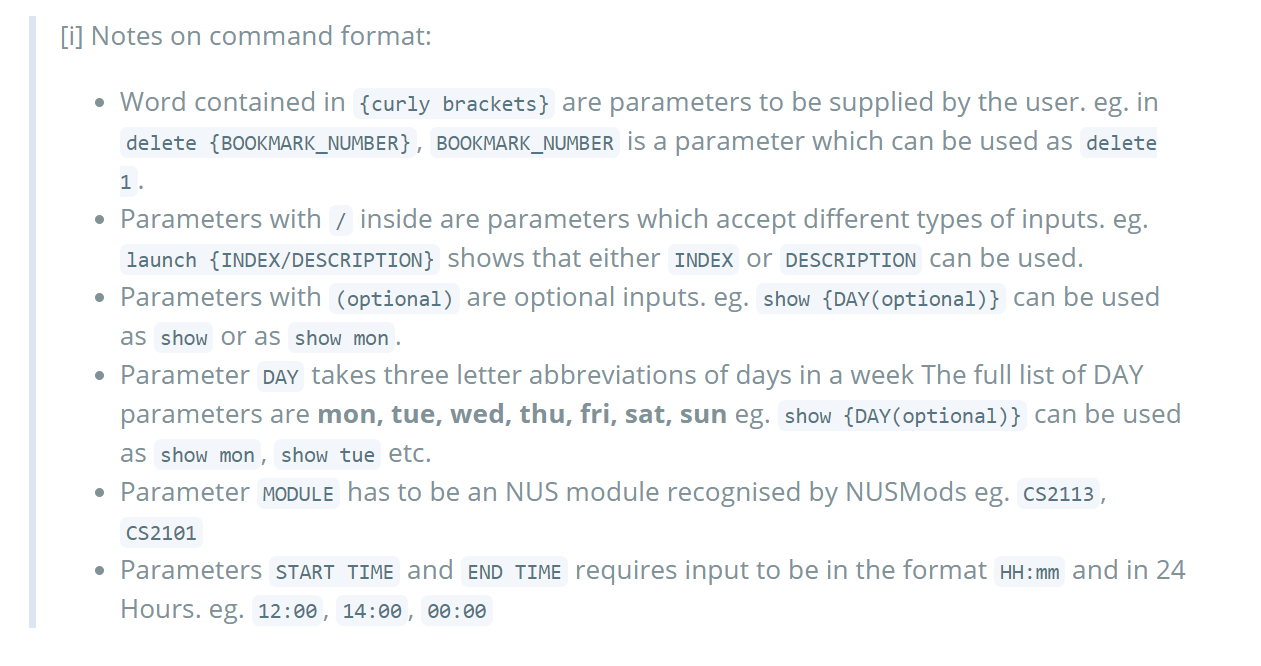 [i] Notes on command format:
Word contained in {curly brackets} are parameters to be supplied by the user. eg. in
delete {BOOKMARK_NUMBER}, BOOKMARK_NUMBER is a parameter which can be used as delete
1.
Parameters with / inside are parameters which accept different types of inputs. eg.
launch {INDEX/DESCRIPTION} shows that either INDEX or DESCRIPTION can be used.
Parameters with (optional) are optional inputs. eg. show {DAY(optional)} can be used
as show or as show mon.
Parameter DAY takes three letter abbreviations of days in a week The full list of DAY
parameters are mon, tue, wed, thu, fri, sat, sun eg. show {DAY(optional)} can be used
as show mon, show tue etc.
Parameter MODULE has to be an NUS module recognised by NUSMods eg. CS2113,
CS2101
Parameters START TIME and END TIME requires input to be in the format HH:mm and in 24
Hours. eg. 12:00, 14:00, 00:00